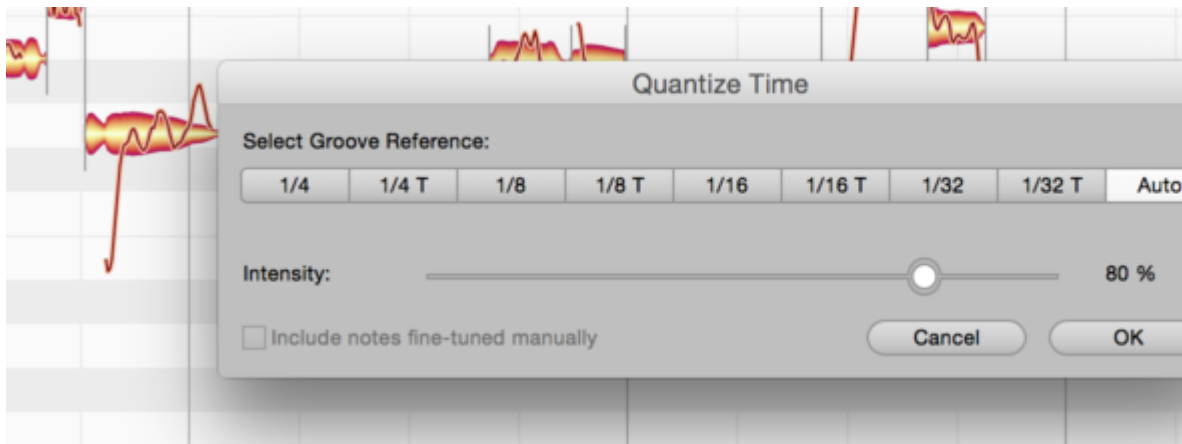 Quantize Time
Select Groove Reference:
1/4 1/4 T 1/8 1/8 T 1/16 1/16 T 1/32 1/32 T Auto
Intensity: 80 %
Include notes fine-tuned manually Cancel OK